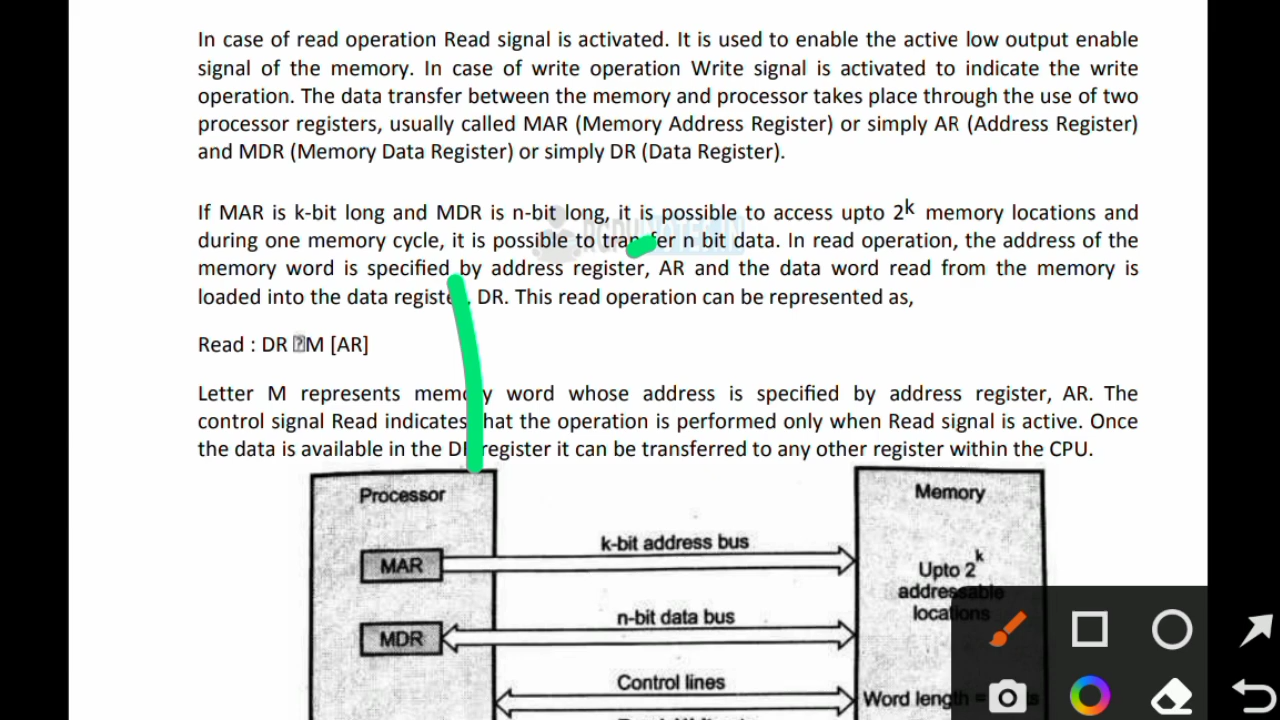 In case of read operation Read signal is activated. It is used to enable the active low output enable
signal of the memory. In case of write operation Write signal is activated to indicate the write
operation. The data transfer between the memory and processor takes place through the use of two
processor registers, usually called MAR (Memory Address Register) or simply AR (Address Register)
and MDR (Memory Data Register) or simply DR (Data Register).
If MAR is k-bit long and MDR is n-bit long, it is possible to access upto 2^k memory locations and
during one memory cycle, it is possible to transfer n bit data. In read operation, the address of the
memory word is specified by address register, AR and the data word read from the memory is
loaded into the data register, DR. This read operation can be represented as,
Read : DR M [AR]
Letter M represents memory word whose address is specified by address register, AR. The
control signal Read indicates that the operation is performed only when Read signal is active. Once
the data is available in the DR register it can be transferred to any other register within the CPU.
Processor
Memory
k-bit address bus
MAR
Upto 2^k
addressable
locations
n-bit data bus
MDR
Control lines
Word length =